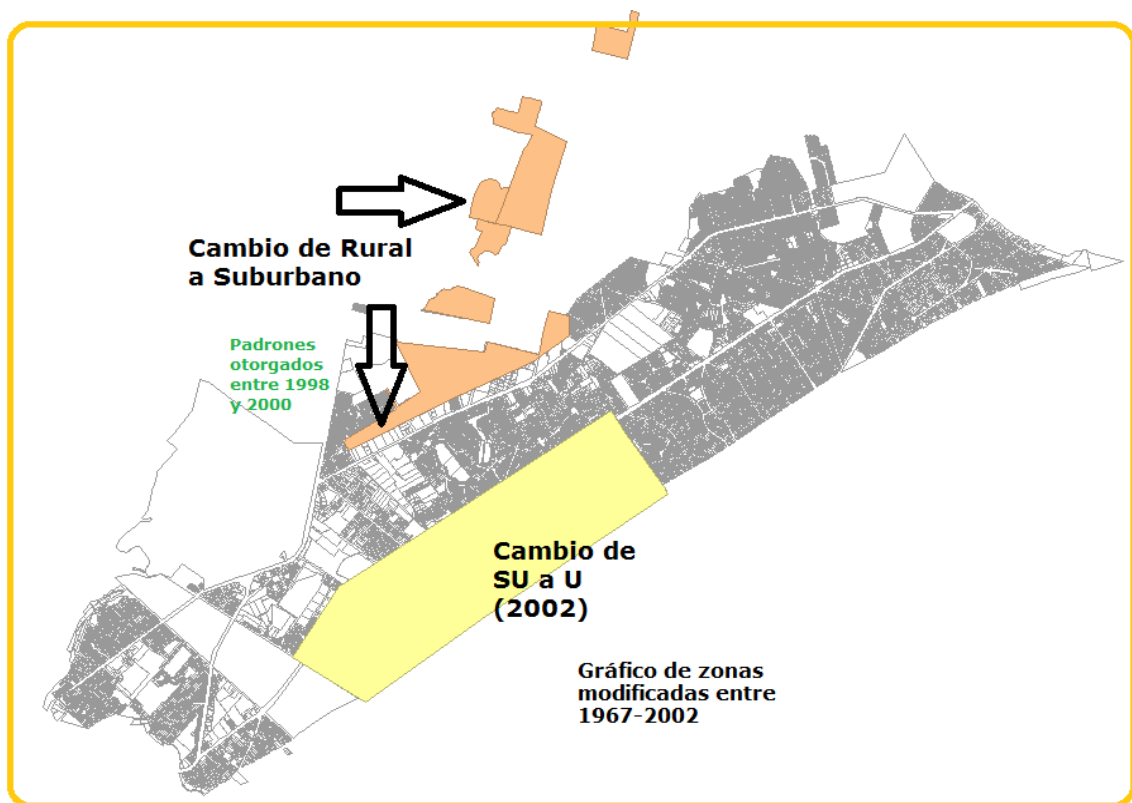 Cambio de Rural
a Suburbano
Padrones
otorgados
entre 1998
y 2000
Cambio de
SU a U
(2002)
Gráfico de zonas
modificadas entre
1967-2002